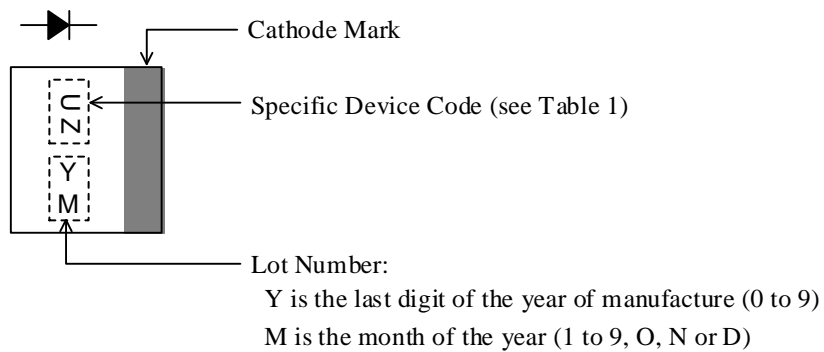 Cathode Mark
Specific Device Code (see Table 1)
Y
M
Lot Number:
Y is the last digit of the year of manufacture (0 to 9)
M is the month of the year (1 to 9, O, N or D)